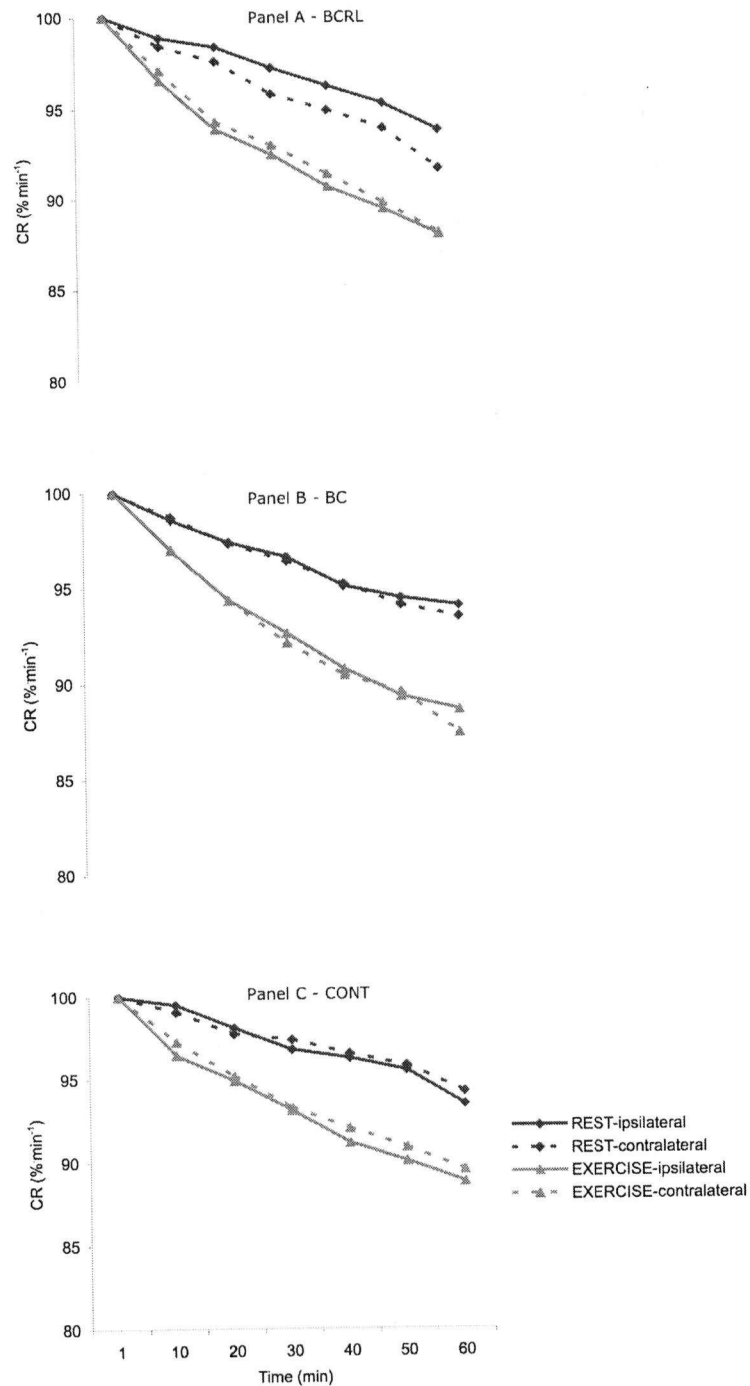 Panel A - BCRL
100
95
90
85
80
CR (% min⁻¹)
Panel B - BC
100
95
90
85
80
CR (% min⁻¹)
Panel C - CONT
100
95
90
85
80
CR (% min⁻¹)
1 10 20 30 40 50 60
Time (min)
REST-ipsilateral
REST-contralateral
EXERCISE-ipsilateral
EXERCISE-contralateral